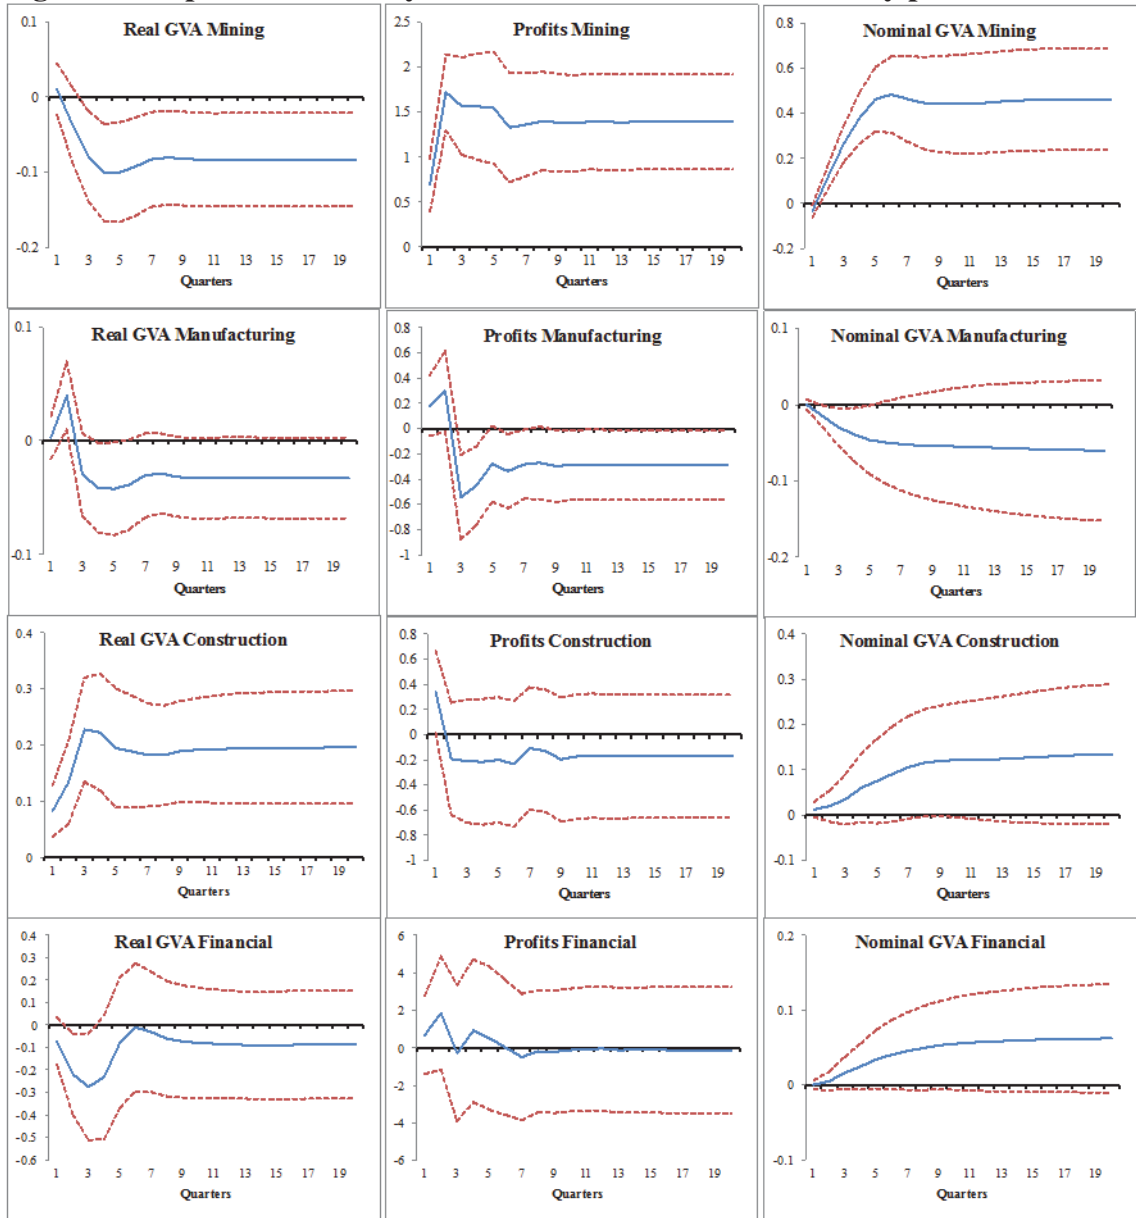 Real GVA Mining
0.1
0
-0.1
-0.2
1 3 5 7 9 11 13 15 17 19
Quarters
Profits Mining
2.5
2
1.5
1
0.5
0
1 3 5 7 9 11 13 15 17 19
Quarters
Nominal GVA Mining
0.8
0.6
0.4
0.2
0
-0.2
1 3 5 7 9 11 13 15 17 19
Quarters
Real GVA Manufacturing
0.1
0
-0.1
1 3 5 7 9 11 13 15 17 19
Quarters
Profits Manufacturing
0.8
0.6
0.4
0.2
0
-0.2
-0.4
-0.6
-0.8
-1
1 3 5 7 9 11 13 15 17 19
Quarters
Nominal GVA Manufacturing
0.1
0
-0.1
-0.2
1 3 5 7 9 11 13 15 17 19
Quarters
Real GVA Construction
0.4
0.3
0.2
0.1
0
1 3 5 7 9 11 13 15 17 19
Quarters
Profits Construction
0.8
0.6
0.4
0.2
0
-0.2
-0.4
-0.6
-0.8
-1
1 3 5 7 9 11 13 15 17 19
Quarters
Nominal GVA Construction
0.4
0.3
0.2
0.1
0
-0.1
1 3 5 7 9 11 13 15 17 19
Quarters
Real GVA Financial
0.4
0.3
0.2
0.1
0
-0.1
-0.2
-0.3
-0.4
-0.5
-0.6
1 3 5 7 9 11 13 15 17 19
Quarters
Profits Financial
6
4
2
0
-2
-4
-6
1 3 5 7 9 11 13 15 17 19
Quarters
Nominal GVA Financial
0.2
0.1
0
-0.1
1 3 5 7 9 11 13 15 17 19
Quarters